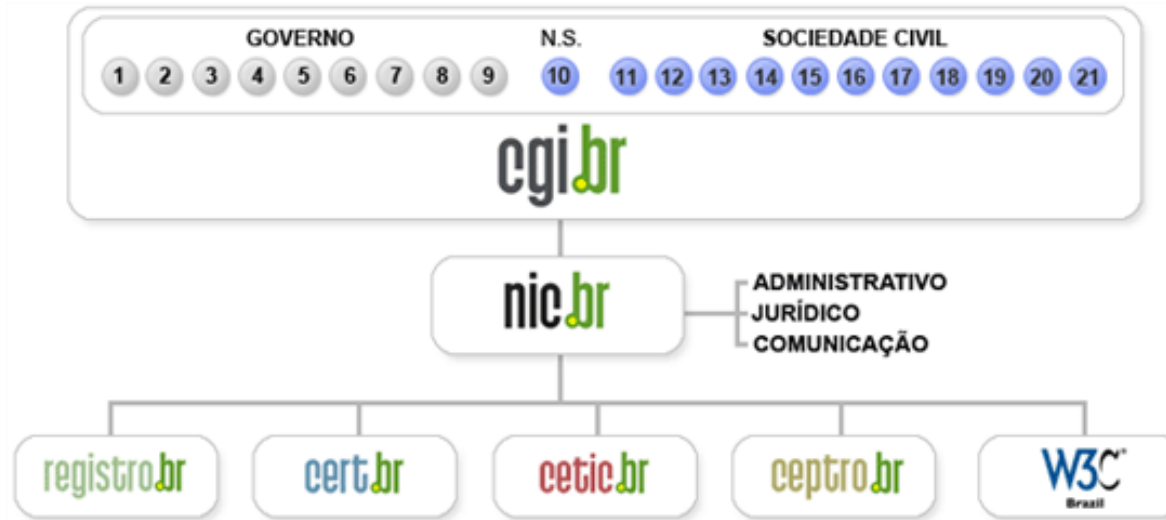 GOVERNO N.S. SOCIEDADE CIVIL
1 2 3 4 5 6 7 8 9 10 11 12 13 14 15 16 17 18 19 20 21
cgi.br
nic.br
ADMINISTRATIVO
JURÍDICO
COMUNICAÇÃO
registro.br cert.br cetic.br ceptro.br W3C
Brazil